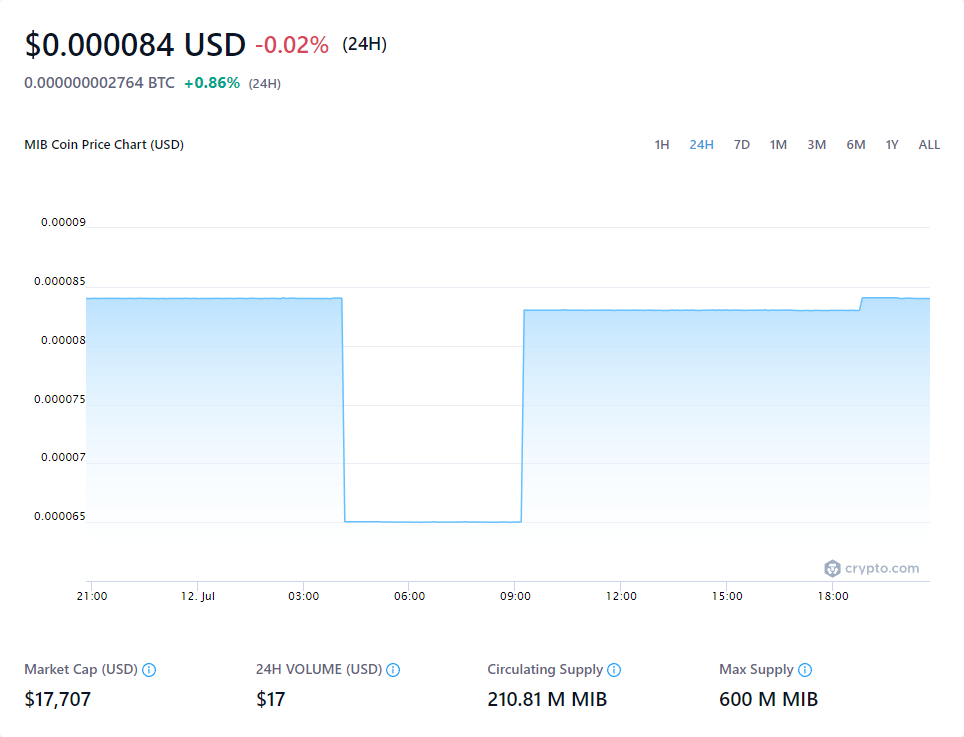 $0.000084 USD -0.02% (24H)
0.000000002764 BTC +0.86% (24H)
MIB Coin Price Chart (USD) 1H 24H 7D 1M 3M 6M 1Y ALL
0.00009
0.000085
0.00008
0.000075
0.00007
0.000065
crypto.com
21:00 12. Jul 03:00 06:00 09:00 12:00 15:00 18:00
Market Cap (USD) 24H VOLUME (USD) Circulating Supply Max Supply
$17,707 $17 210.81 M MIB 600 M MIB